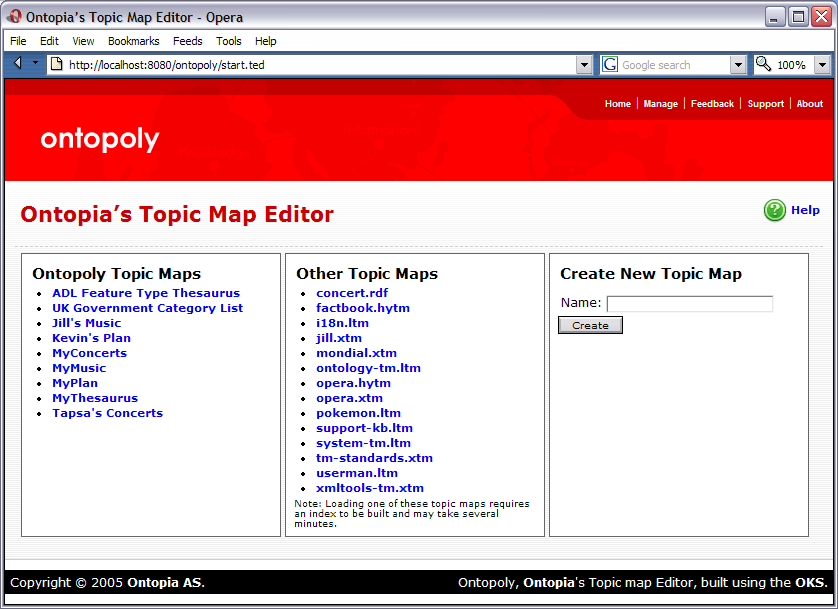 Ontopia's Topic Map Editor - Opera
File Edit View Bookmarks Feeds Tools Help
http://localhost:8080/ontopoly/start.ted
G Google search
100%
Home | Manage | Feedback | Support | About
ontopoly
Ontopia's Topic Map Editor
? Help
Ontopoly Topic Maps
• ADL Feature Type Thesaurus
• UK Government Category List
• Jill's Music
• Kevin's Plan
• MyConcerts
• MyMusic
• MyPlan
• MyThesaurus
• Tapsa's Concerts
Other Topic Maps
• concert.rdf
• factbook.hytm
• i18n.ltm
• jill.xtm
• mondial.xtm
• ontology-tm.ltm
• opera.hytm
• opera.xtm
• pokemon.ltm
• support-kb.ltm
• system-tm.ltm
• tm-standards.xtm
• userman.ltm
• xmltools-tm.xtm
Note: Loading one of these topic maps requires
an index to be built and may take several
minutes.
Create New Topic Map
Name:
Create
Copyright © 2005 Ontopia AS.
Ontopoly, Ontopia's Topic map Editor, built using the OKS.